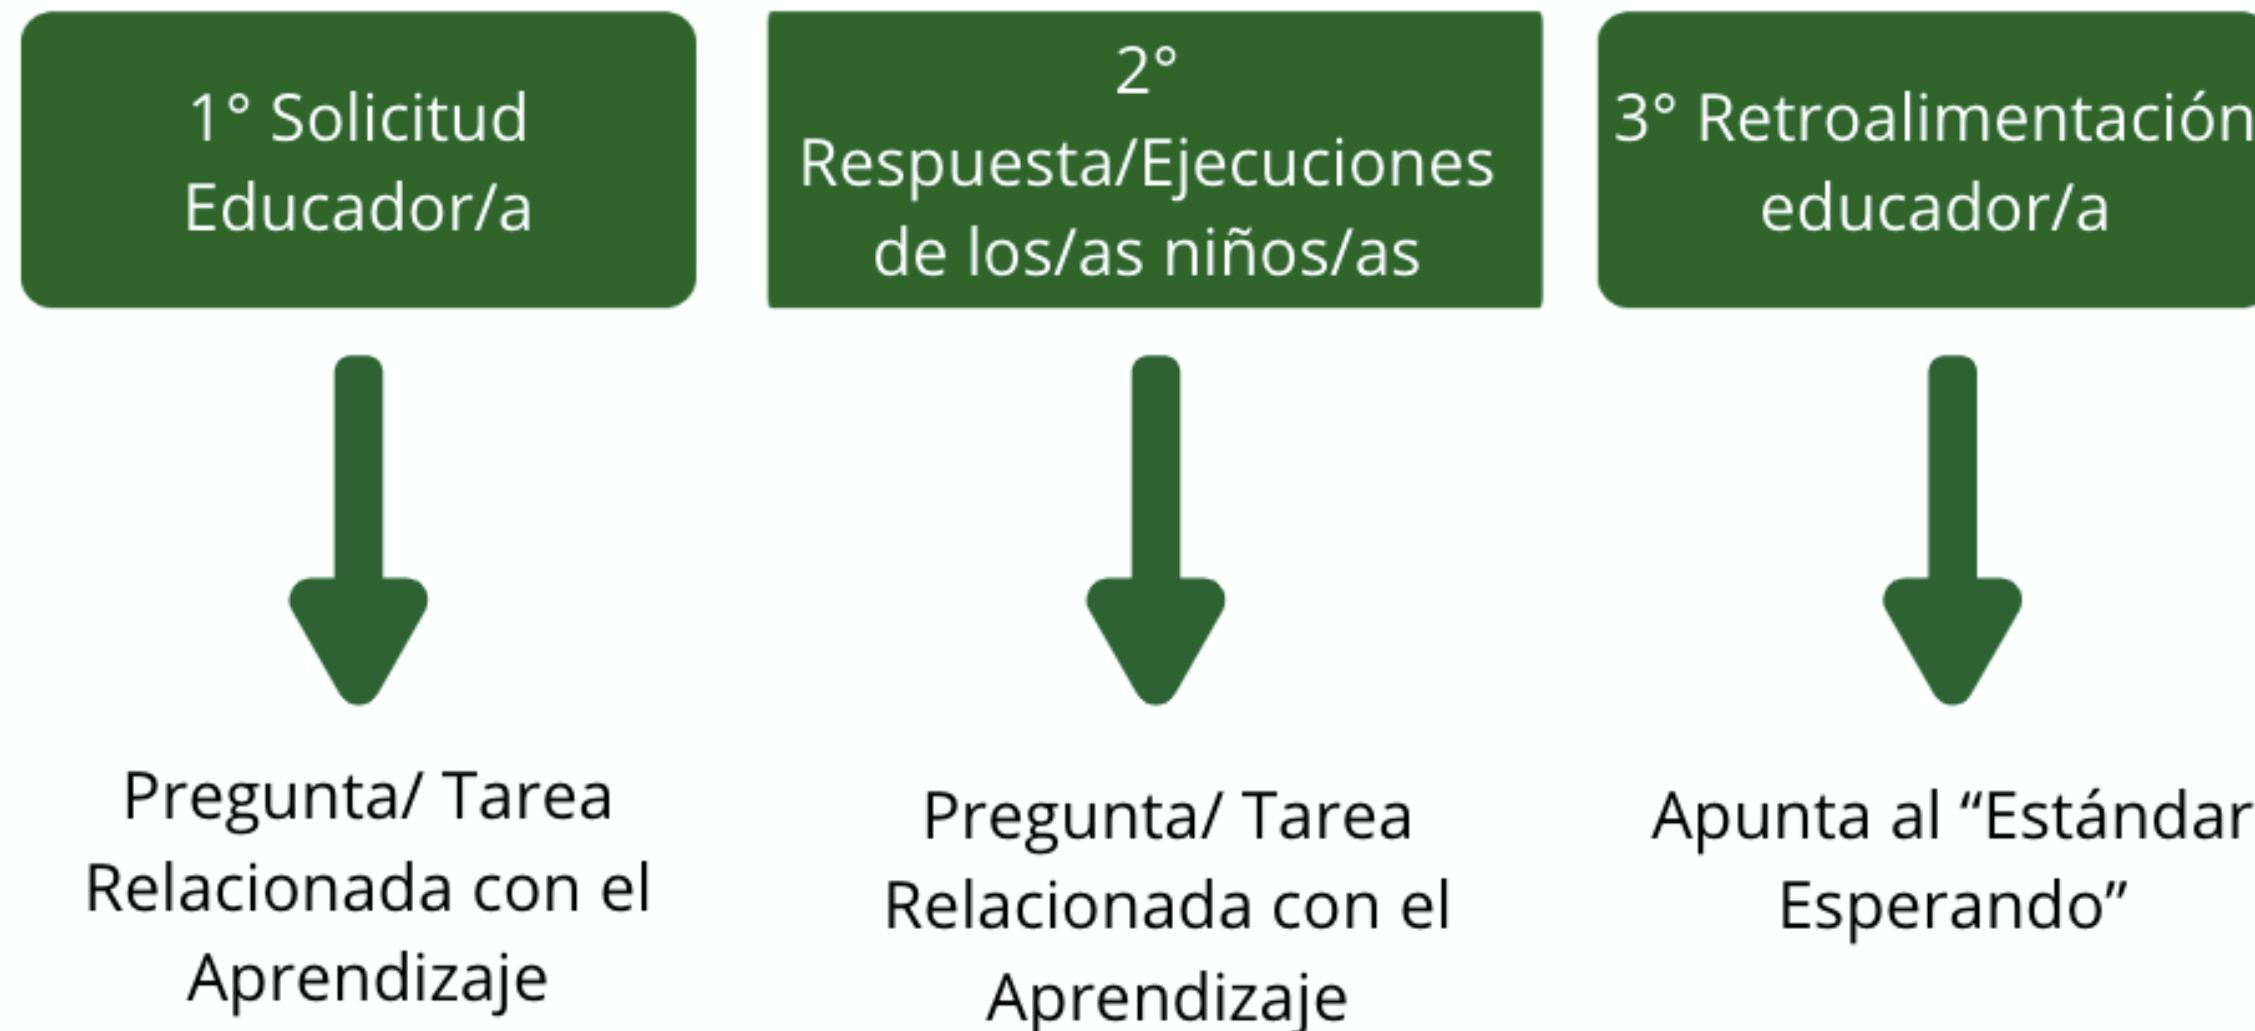 1° Solicitud
Educador/a
2°
Respuesta/Ejecuciones
de los/as niños/as
3° Retroalimentación
educador/a
Pregunta/ Tarea
Relacionada con el
Aprendizaje
Pregunta/ Tarea
Relacionada con el
Aprendizaje
Apunta al “Estándar
Esperando”